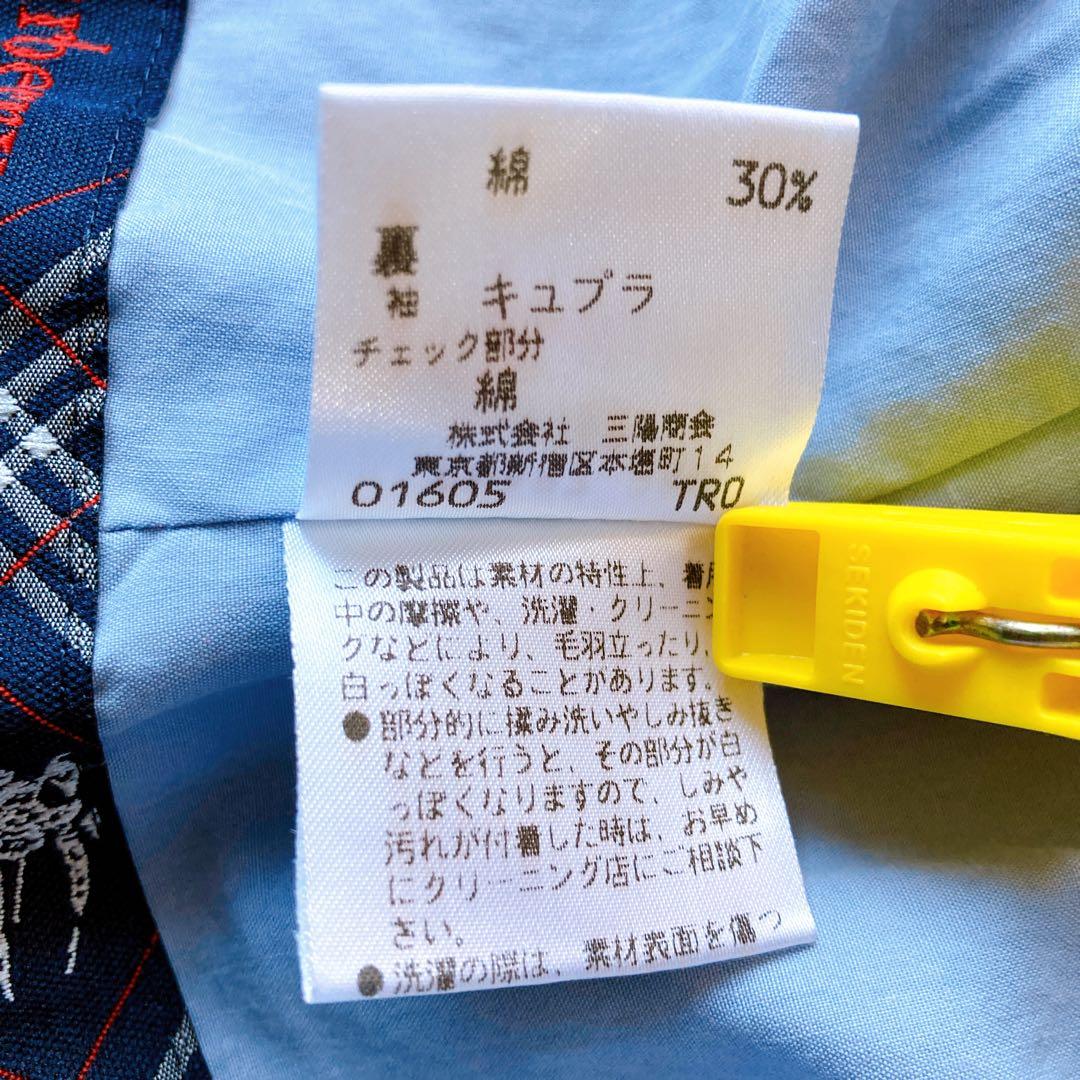 綿 30%
裏
袖 キュプラ
チェック部分
綿
株式会社 三陽商会
東京都新宿区本塩町14
01605 TRO
この製品は素材の特性上、着用
中の摩擦や、洗濯・クリーニン
グなどにより、毛羽立ったり、
白っぽくなることがあります。
●部分的に揉み洗いやしみ抜き
などを行うと、その部分が白
っぽくなりますので、しみや
汚れが付着した時は、お早め
にクリーニング店にご相談下
さい。
●洗濯の際は、素材表面を傷つ
SEKIDEN